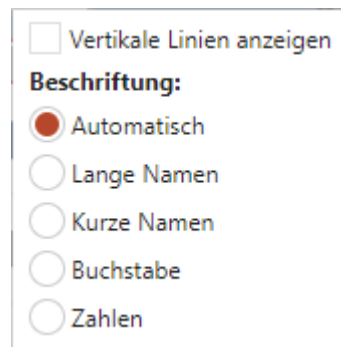 Vertikale Linien anzeigen
Beschriftung:
Automatisch
Lange Namen
Kurze Namen
Buchstabe
Zahlen